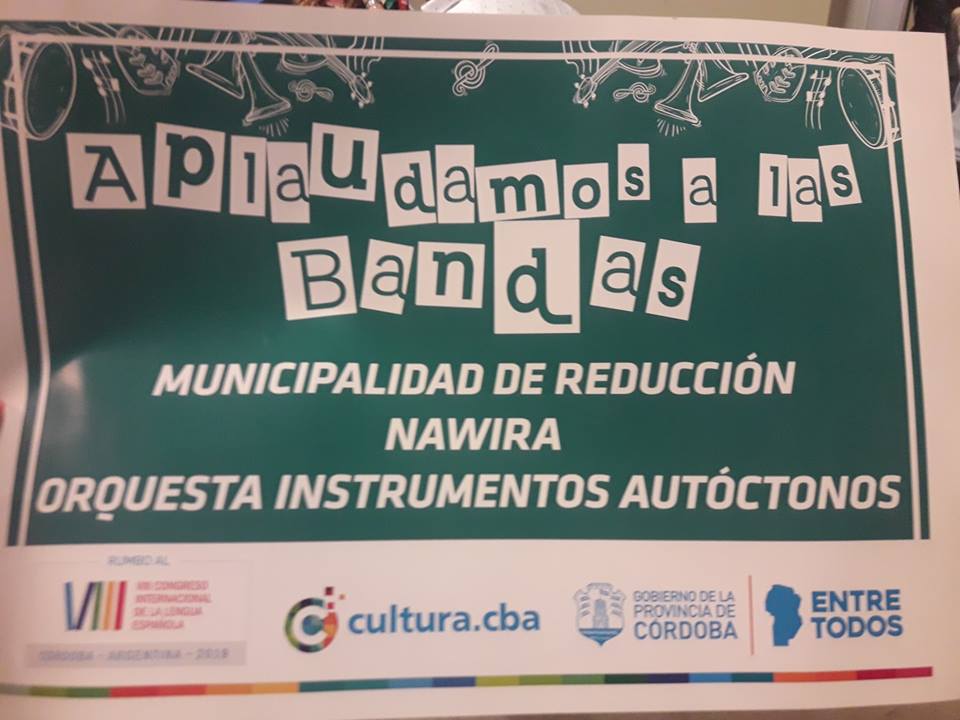 Aplaudamos a las
Bandas
MUNICIPALIDAD DE REDUCCIÓN
NAWIRA
ORQUESTA INSTRUMENTOS AUTÓCTONOS
RUMBO AL
VIII
VIII CONGRESO
INTERNACIONAL
DE LA LENGUA
ESPAÑOLA
CÓRDOBA - ARGENTINA - 2019
cultura.cba
GOBIERNO DE LA
PROVINCIA DE
CÓRDOBA
ENTRE
TODOS